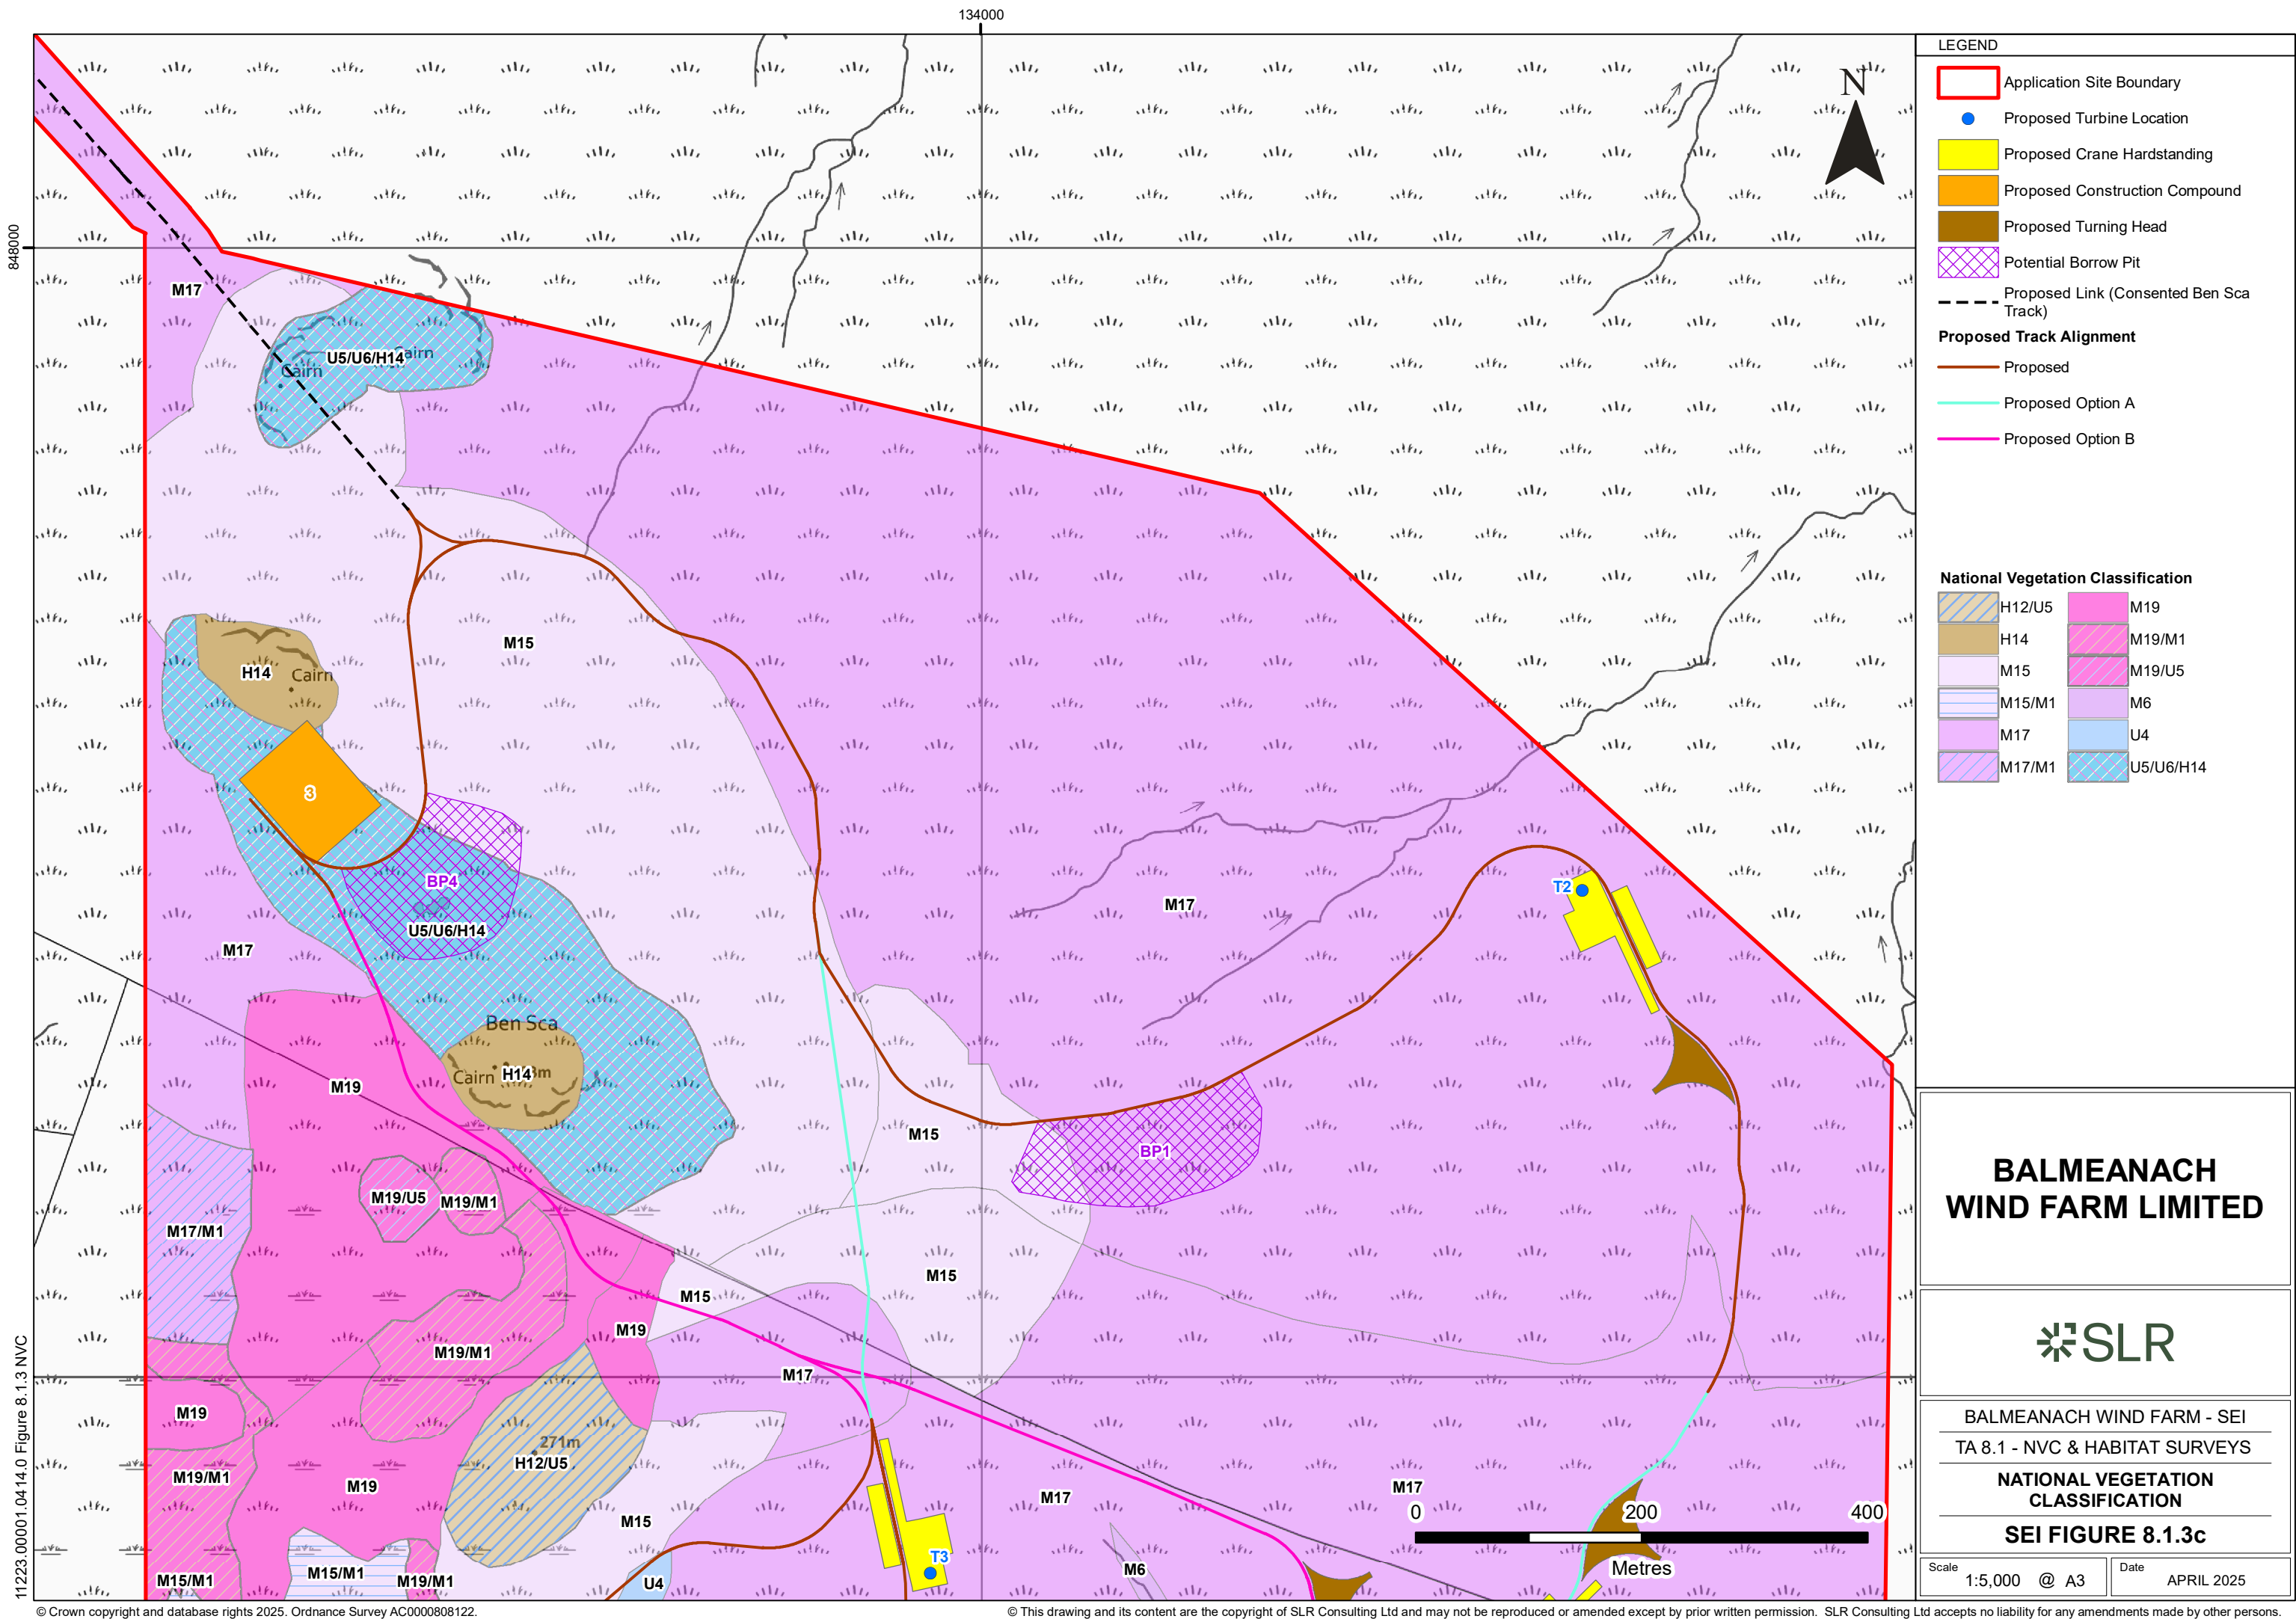 134000
848000
11223.00001.0414.0 Figure 8.1.3 NVC
N
M17
U5/U6/H14
Cairn
Cairn
M15
H14
Cairn
3
BP4
U5/U6/H14
M17
M17
T2
Ben Sca
Cairn
H14
M19
M15
BP1
M19/U5
M19/M1
M17/M1
M15
M15
M19
M19/M1
M17
M19
271m
H12/U5
M19/M1
M19
M15
M17
M17
T3
U4
M6
M15/M1
M15/M1
M19/M1
0 200 400
Metres
LEGEND
Application Site Boundary
Proposed Turbine Location
Proposed Crane Hardstanding
Proposed Construction Compound
Proposed Turning Head
Potential Borrow Pit
Proposed Link (Consented Ben Sca
Track)
Proposed Track Alignment
Proposed
Proposed Option A
Proposed Option B
National Vegetation Classification
H12/U5 M19
H14 M19/M1
M15 M19/U5
M15/M1 M6
M17 U4
M17/M1 U5/U6/H14
BALMEANACH
WIND FARM LIMITED
SLR
BALMEANACH WIND FARM - SEI
TA 8.1 - NVC & HABITAT SURVEYS
NATIONAL VEGETATION
CLASSIFICATION
SEI FIGURE 8.1.3c
Scale 1:5,000 @ A3 Date APRIL 2025
© Crown copyright and database rights 2025. Ordnance Survey AC0000808122.
© This drawing and its content are the copyright of SLR Consulting Ltd and may not be reproduced or amended except by prior written permission. SLR Consulting Ltd accepts no liability for any amendments made by other persons.